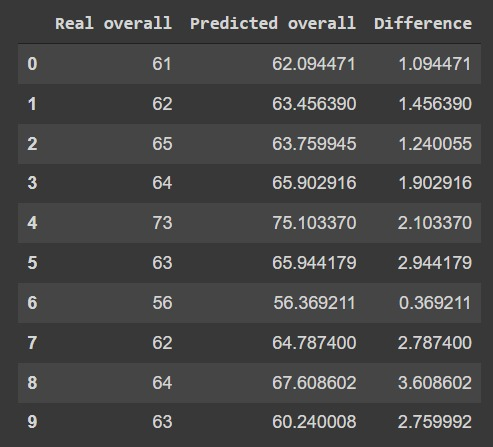 Real overall Predicted overall Difference
0 61 62.094471 1.094471
1 62 63.456390 1.456390
2 65 63.759945 1.240055
3 64 65.902916 1.902916
4 73 75.103370 2.103370
5 63 65.944179 2.944179
6 56 56.369211 0.369211
7 62 64.787400 2.787400
8 64 67.608602 3.608602
9 63 60.240008 2.759992